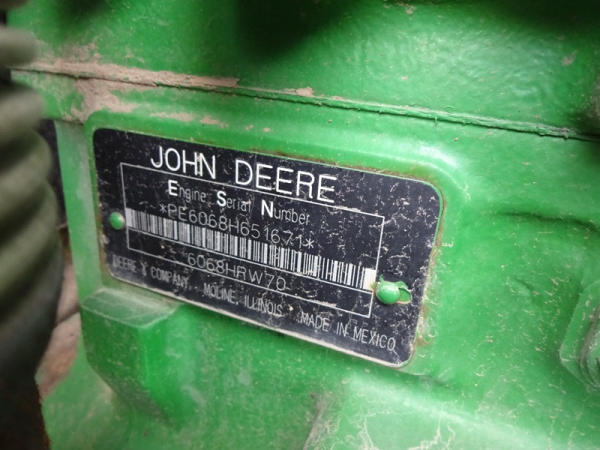 JOHN DEERE
Engine Serial Number
*PE6068H651671*
6068HRW70
DEERE & COMPANY MOLINE, ILLINOIS MADE IN MEXICO